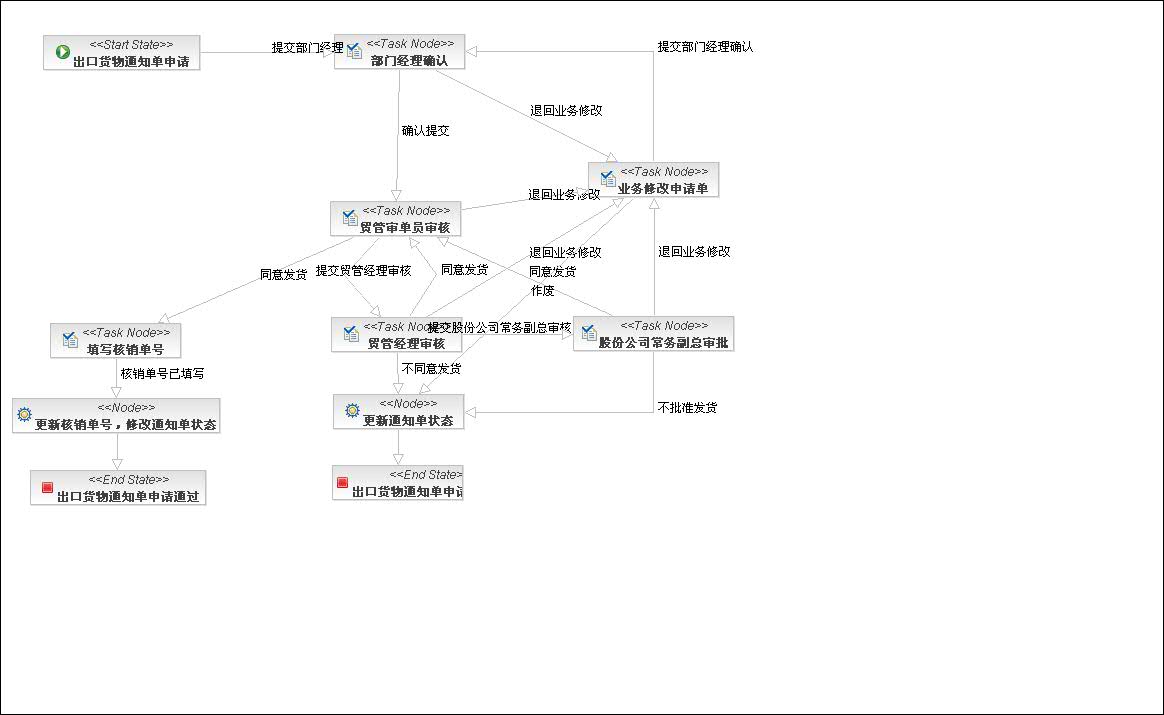 <<Start State>>
出口货物通知单申请
提交部门经理
<<Task Node>>
部门经理确认
提交部门经理确认
退回业务修改
确认提交
<<Task Node>>
业务修改申请单
退回业务修改
<<Task Node>>
贸管审单员审核
退回业务修改
退回业务修改
同意发货
提交贸管经理审核
同意发货
同意发货
作废
<<Task Node>>
填写核销单号
<<Task Node>>
贸管经理审核
提交股份公司常务副总审核
<<Task Node>>
股份公司常务副总审批
核销单号已填写
不同意发货
<<Node>>
更新核销单号，修改通知单状态
<<Node>>
更新通知单状态
不批准发货
<<End State>>
出口货物通知单申请通过
<<End State>
出口货物通知单申